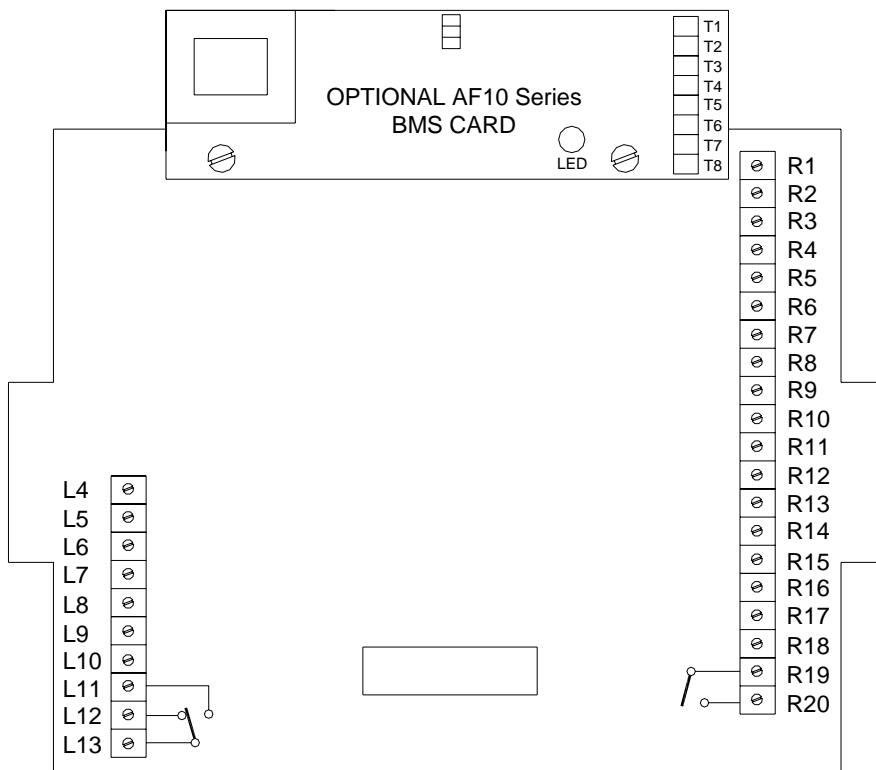 OPTIONAL AF10 Series
BMS CARD
LED
T1
T2
T3
T4
T5
T6
T7
T8
R1
R2
R3
R4
R5
R6
R7
R8
R9
R10
R11
R12
R13
R14
R15
R16
R17
R18
R19
R20
L4
L5
L6
L7
L8
L9
L10
L11
L12
L13